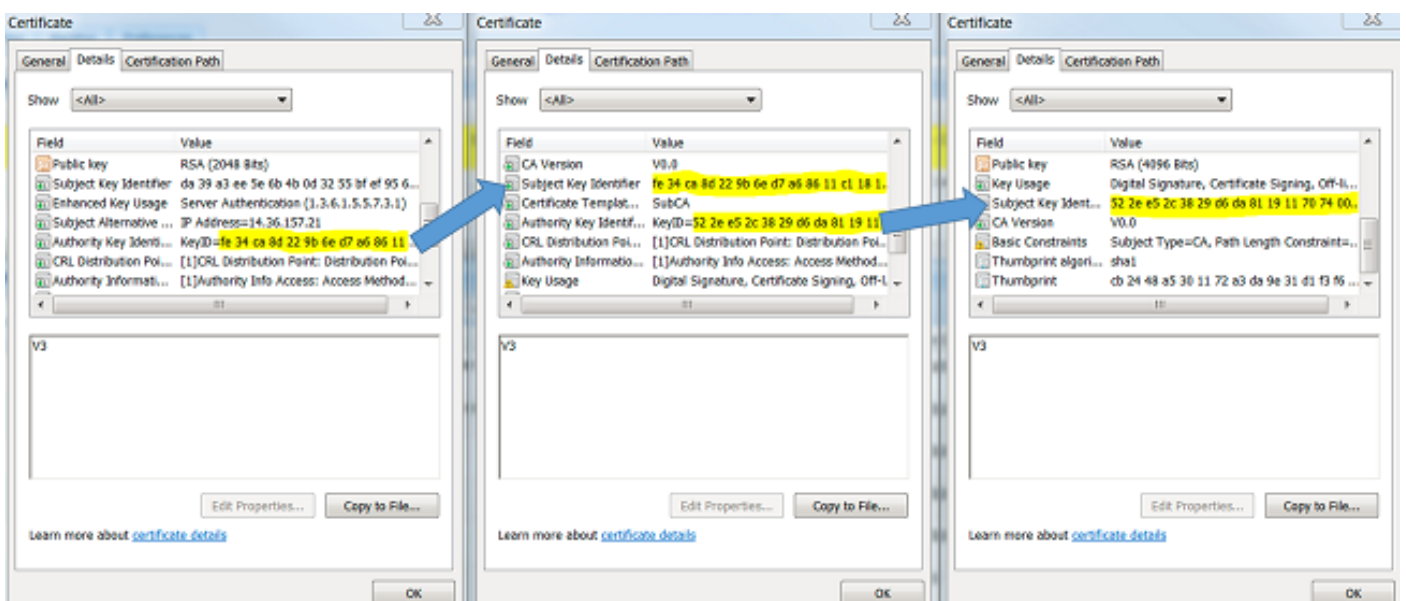 Certificate
General Details Certification Path
Show <All>
Field Value
Public key RSA (2048 Bits)
Subject Key Identifier da 39 a3 ee 5e 6b 4b 0d 32 55 bf ef 95 6...
Enhanced Key Usage Server Authentication (1.3.6.1.5.5.7.3.1)
Subject Alternative ... IP Address=14.36.157.21
Authority Key Identi... KeyID=fe 34 ca 8d 22 9b 6e d7 a6 86 11 ...
CRL Distribution Poi... [1]CRL Distribution Point: Distribution Poi...
Authority Informati... [1]Authority Info Access: Access Method...
V3
Edit Properties... Copy to File...
Learn more about certificate details
OK
Certificate
General Details Certification Path
Show <All>
Field Value
CA Version V0.0
Subject Key Identifier fe 34 ca 8d 22 9b 6e d7 a6 86 11 c1 18 1...
Certificate Templat... SubCA
Authority Key Identif... KeyID=52 2e e5 2c 38 29 d6 da 81 19 11
CRL Distribution Poi... [1]CRL Distribution Point: Distribution Poi...
Authority Informatio... [1]Authority Info Access: Access Method...
Key Usage Digital Signature, Certificate Signing, Off-l...
V3
Edit Properties... Copy to File...
Learn more about certificate details
OK
Certificate
General Details Certification Path
Show <All>
Field Value
Public key RSA (4096 Bits)
Key Usage Digital Signature, Certificate Signing, Off-li...
Subject Key Ident... 52 2e e5 2c 38 29 d6 da 81 19 11 70 74 00...
CA Version V0.0
Basic Constraints Subject Type=CA, Path Length Constraint=...
Thumbprint algori... sha1
Thumbprint cb 24 48 a5 30 11 72 a3 da 9e 31 d1 f3 f6 ...
V3
Edit Properties... Copy to File...
Learn more about certificate details
OK